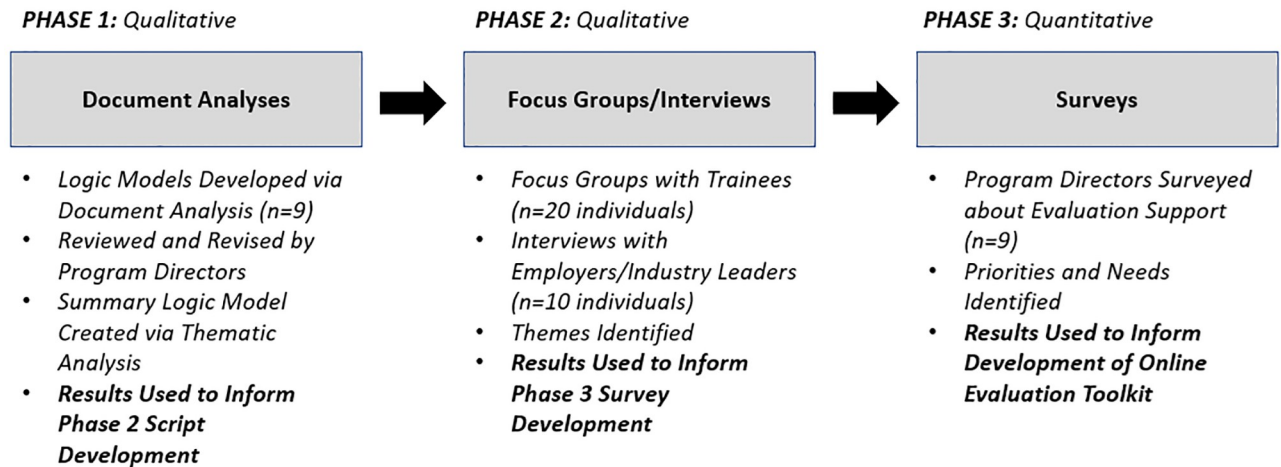 PHASE 1: Qualitative
Document Analyses
• Logic Models Developed via
Document Analysis (n=9)
• Reviewed and Revised by
Program Directors
• Summary Logic Model
Created via Thematic
Analysis
• Results Used to Inform
Phase 2 Script
Development
PHASE 2: Qualitative
Focus Groups/Interviews
• Focus Groups with Trainees
(n=20 individuals)
• Interviews with
Employers/Industry Leaders
(n=10 individuals)
• Themes Identified
• Results Used to Inform
Phase 3 Survey
Development
PHASE 3: Quantitative
Surveys
• Program Directors Surveyed
about Evaluation Support
(n=9)
• Priorities and Needs
Identified
• Results Used to Inform
Development of Online
Evaluation Toolkit